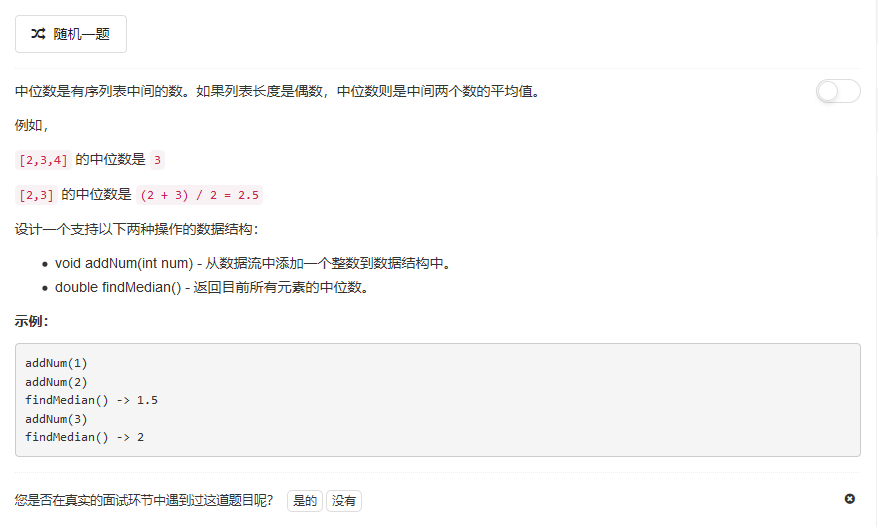 随机一题
中位数是有序列表中间的数。如果列表长度是偶数，中位数则是中间两个数的平均值。
例如，
[2,3,4] 的中位数是 3
[2,3] 的中位数是 (2 + 3) / 2 = 2.5
设计一个支持以下两种操作的数据结构：
void addNum(int num) - 从数据流中添加一个整数到数据结构中。
double findMedian() - 返回目前所有元素的中位数。
示例：
addNum(1)
addNum(2)
findMedian() -> 1.5
addNum(3)
findMedian() -> 2
您是否在真实的面试环节中遇到过这道题目呢？ 是的 没有